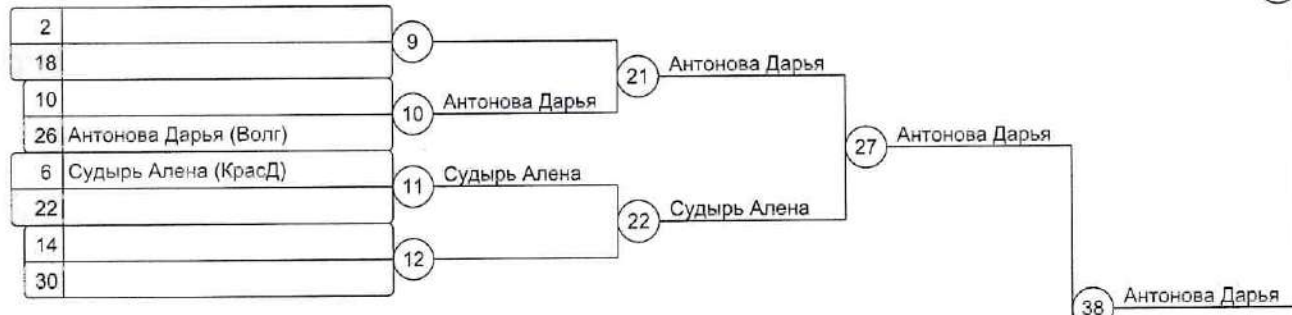 2
18
9
10
10 Антонова Дарья
26 Антонова Дарья (Волг)
21 Антонова Дарья
6 Судырь Алена (КрасД)
11 Судырь Алена
22
22 Судырь Алена
14
12
30
27 Антонова Дарья
38 Антонова Дарья